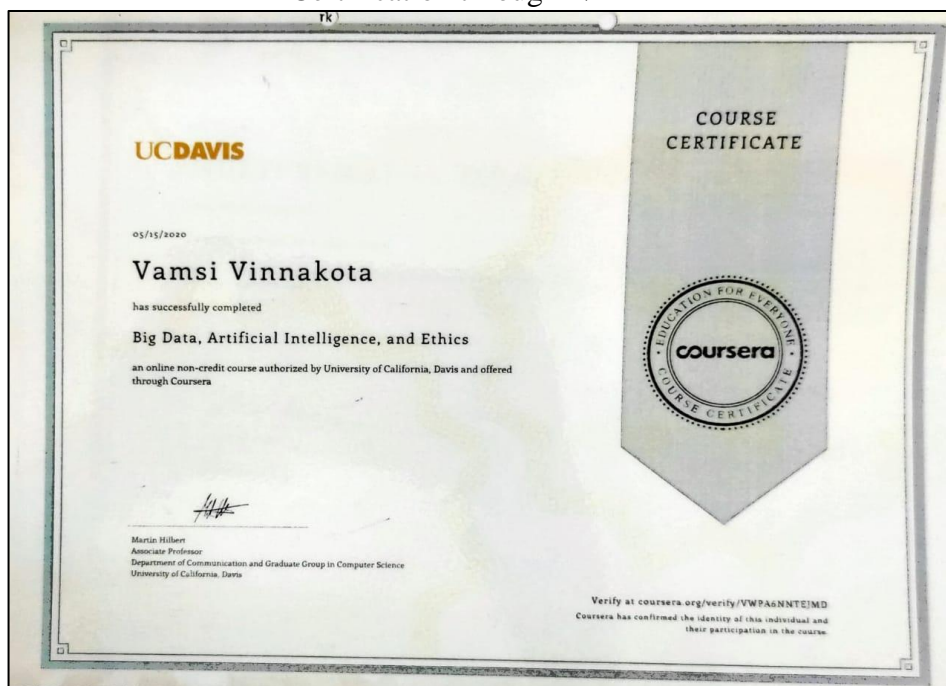 rk)
UCDAVIS
COURSE
CERTIFICATE
05/15/2020
Vamsi Vinnakota
has successfully completed
Big Data, Artificial Intelligence, and Ethics
an online non-credit course authorized by University of California, Davis and offered
through Coursera
EDUCATION FOR EVERYONE
coursera
COURSE CERTIFICATE
Martin Hilbert
Associate Professor
Department of Communication and Graduate Group in Computer Science
University of California, Davis
Verify at coursera.org/verify/VWPA6NNTEJMD
Coursera has confirmed the identity of this individual and
their participation in the course.